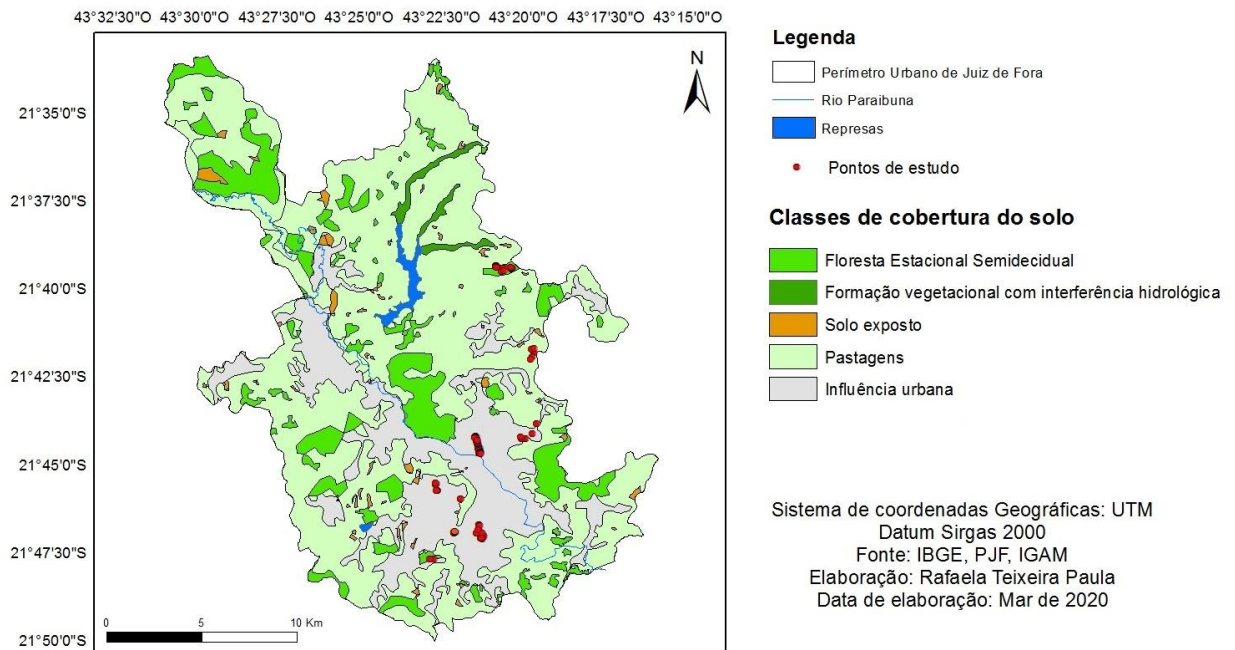 43°32'30"O 43°30'0"O 43°27'30"O 43°25'0"O 43°22'30"O 43°20'0"O 43°17'30"O 43°15'0"O
21°35'0"S
21°37'30"S
21°40'0"S
21°42'30"S
21°45'0"S
21°47'30"S
21°50'0"S
N
0 5 10 Km
Legenda
Perímetro Urbano de Juiz de Fora
Rio Paraibuna
Represas
Pontos de estudo
Classes de cobertura do solo
Floresta Estacional Semidecidual
Formação vegetacional com interferência hidrológica
Solo exposto
Pastagens
Influência urbana
Sistema de coordenadas Geográficas: UTM
Datum Sirgas 2000
Fonte: IBGE, PJF, IGAM
Elaboração: Rafaela Teixeira Paula
Data de elaboração: Mar de 2020